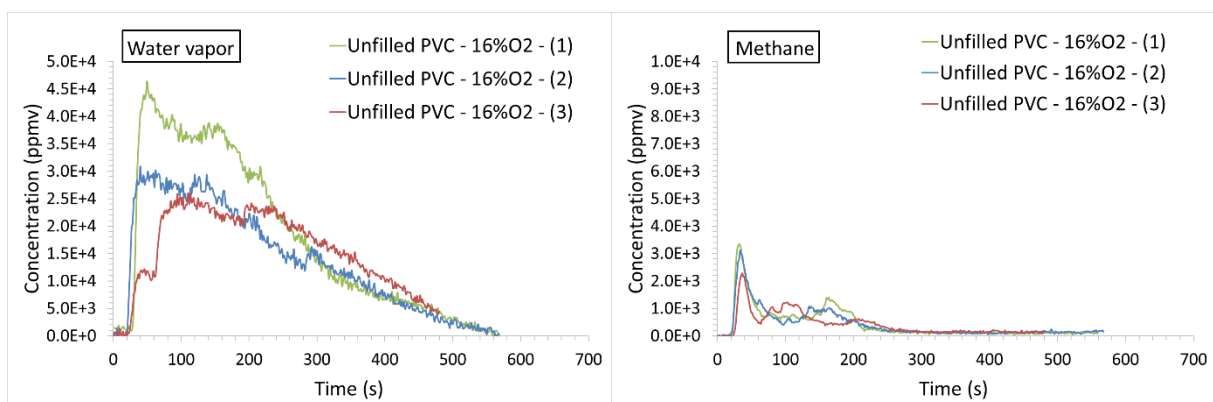 Water vapor
Unfilled PVC - 16%O2 - (1)
Unfilled PVC - 16%O2 - (2)
Unfilled PVC - 16%O2 - (3)
Concentration (ppmv)
5.0E+4
4.5E+4
4.0E+4
3.5E+4
3.0E+4
2.5E+4
2.0E+4
1.5E+4
1.0E+4
5.0E+3
0.0E+0
0 100 200 300 400 500 600 700
Time (s)
Methane
Unfilled PVC - 16%O2 - (1)
Unfilled PVC - 16%O2 - (2)
Unfilled PVC - 16%O2 - (3)
Concentration (ppmv)
1.0E+4
9.0E+3
8.0E+3
7.0E+3
6.0E+3
5.0E+3
4.0E+3
3.0E+3
2.0E+3
1.0E+3
0.0E+0
0 100 200 300 400 500 600 700
Time (s)